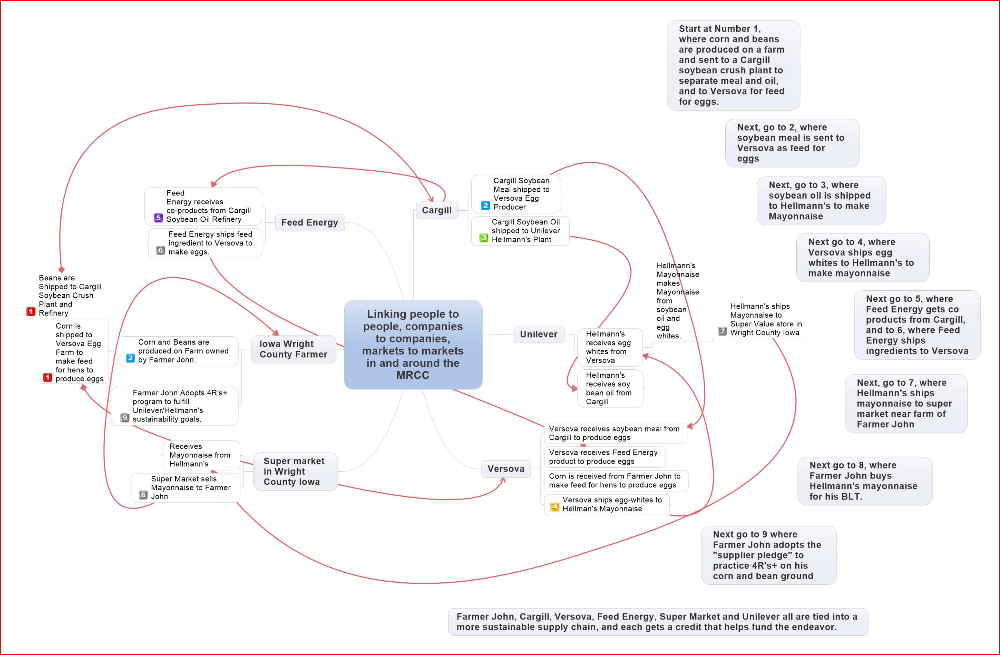 Start at Number 1,
where corn and beans
are produced on a farm
and sent to a Cargill
soybean crush plant to
separate meal and oil,
and to Versova for feed
for eggs.
Next, go to 2, where
soybean meal is sent to
Versova as feed for
eggs
Next, go to 3, where
soybean oil is shipped
to Hellmann's to make
Mayonnaise
Next go to 4, where
Versova ships egg
whites to Hellmann's to
make mayonnaise
Next go to 5, where
Feed Energy gets co
products from Cargill,
and to 6, where Feed
Energy ships
ingredients to Versova
Next, go to 7, where
Hellmann's ships
mayonnaise to super
market near farm of
Farmer John
Next go to 8, where
Farmer John buys
Hellmann's mayonnaise
for his BLT.
Next go to 9 where
Farmer John adopts the
"supplier pledge" to
practice 4R's+ on his
corn and bean ground
Feed
Energy receives
co-products from Cargill
5 Soybean Oil Refinery
Feed Energy ships feed
ingredient to Versova to
6 make eggs.
Feed Energy
Cargill
Cargill Soybean
Meal shipped to
Versova Egg
2 Producer
Cargill Soybean Oil
shipped to Unilever
3 Hellmann's Plant
Beans are
Shipped to Cargill
Soybean Crush
Plant and
1 Refinery
Corn is
shipped to
Versova Egg
Farm to
make feed
for hens to
1 produce eggs
Corn and Beans are
produced on Farm owned
2 by Farmer John.
Farmer John Adopts 4R's+
program to fulfill
Unilever/Hellmann's
9 sustainability goals.
Iowa Wright
County Farmer
Linking people to
people, companies
to companies,
markets to markets
in and around the
MRCC
Unilever
Hellmann's
receives egg
whites from
Versova
Hellmann's
receives soy
bean oil from
Cargill
Hellmann's
Mayonnaise
makes
Mayonnaise
from
soybean
oil and
egg
whites.
Hellmann's ships
Mayonnaise to
Super Value store in
7 Wright County Iowa
Receives
Mayonnaise from
Hellmann's
Super Market sells
Mayonnaise to Farmer
8 John
Super market
in Wright
County Iowa
Versova
Versova receives soybean meal from
Cargill to produce eggs
Versova receives Feed Energy
product to produce eggs
Corn is received from Farmer John to
make feed for hens to produce eggs
Versova ships egg-whites to
4 Hellman's Mayonnaise
Farmer John, Cargill, Versova, Feed Energy, Super Market and Unilever all are tied into a
more sustainable supply chain, and each gets a credit that helps fund the endeavor.